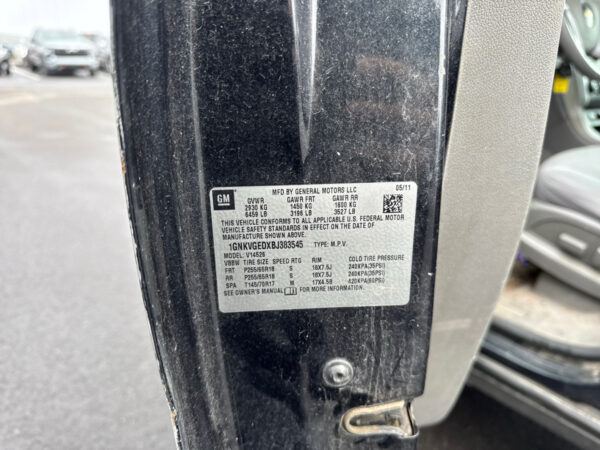 GM
MFD BY GENERAL MOTORS LLC 05/11
GVWR GAWR FRT GAWR RR
2930 KG 1450 KG 1600 KG
6459 LB 3196 LB 3527 LB
THIS VEHICLE CONFORMS TO ALL APPLICABLE U.S. FEDERAL MOTOR
VEHICLE SAFETY STANDARDS IN EFFECT ON THE DATE OF
MANUFACTURE SHOWN ABOVE.
1GNKVGEDXBJ383545 TYPE: M.P.V.
MODEL: V14526
TIRE SIZE SPEED RTG RIM COLD TIRE PRESSURE
FRT P255/65R18 S 18X7.5J 240KPA(35PSI)
RR P255/65R18 S 18X7.5J 240KPA(35PSI)
SPA T145/70R17 M 17X4.5B 420KPA(60PSI)
SEE OWNER'S MANUAL FOR MORE INFORMATION.